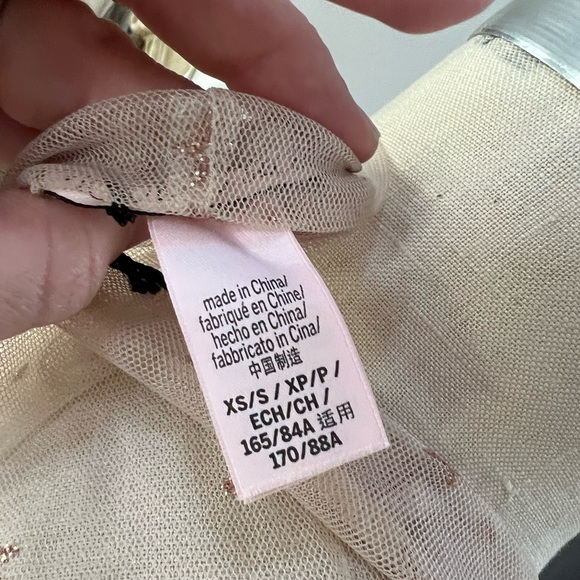 made in China/
fabriqué en Chine/
hecho en China/
fabbricato in Cina/
中国制造
XS/S / XP/P /
ECH/CH /
165/84A 适用
170/88A